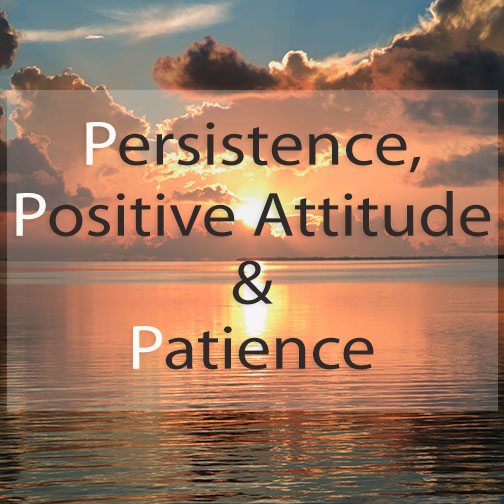 Persistence,
Positive Attitude
&
Patience